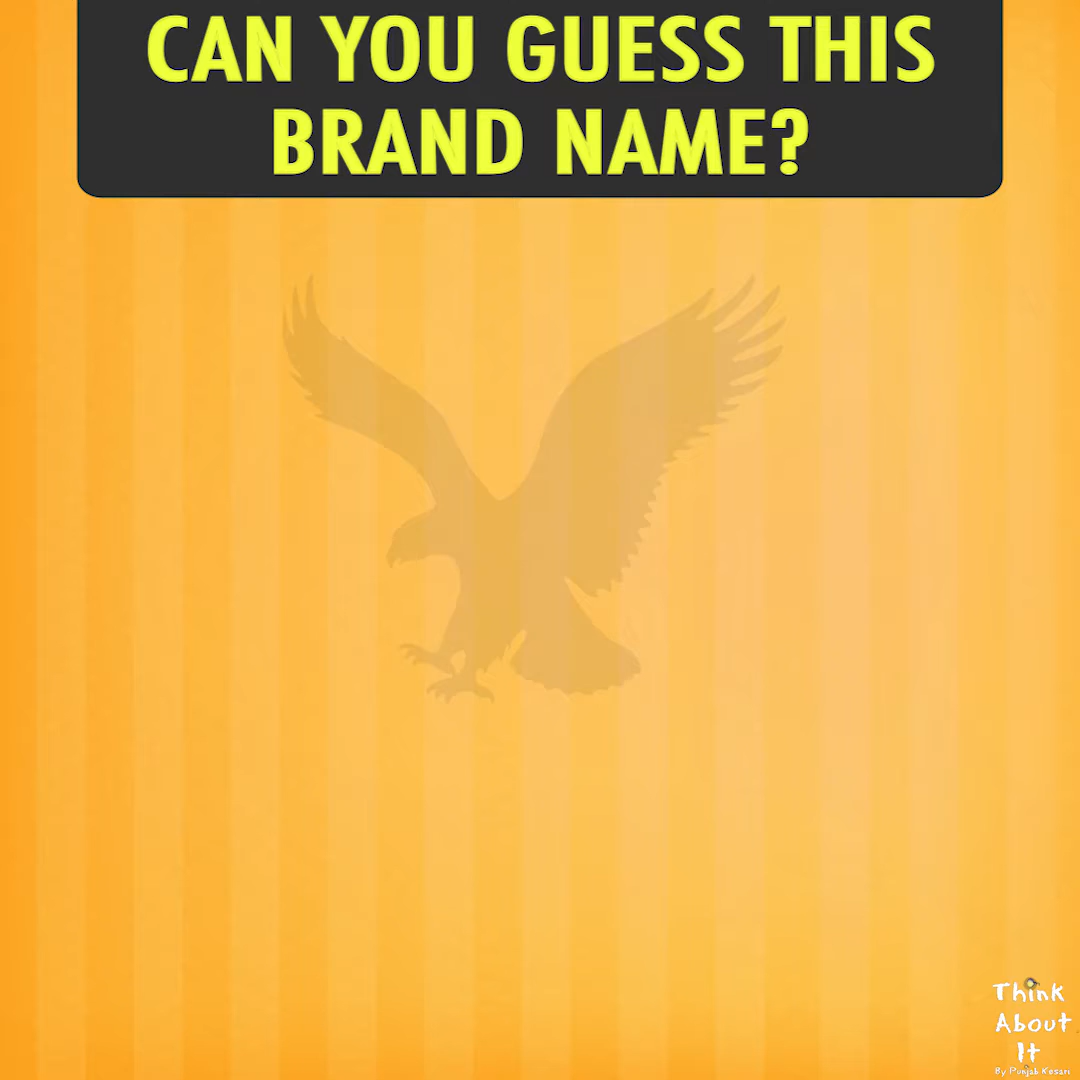 CAN YOU GUESS THIS
BRAND NAME?
Think
About
It
By Punjab Kesari